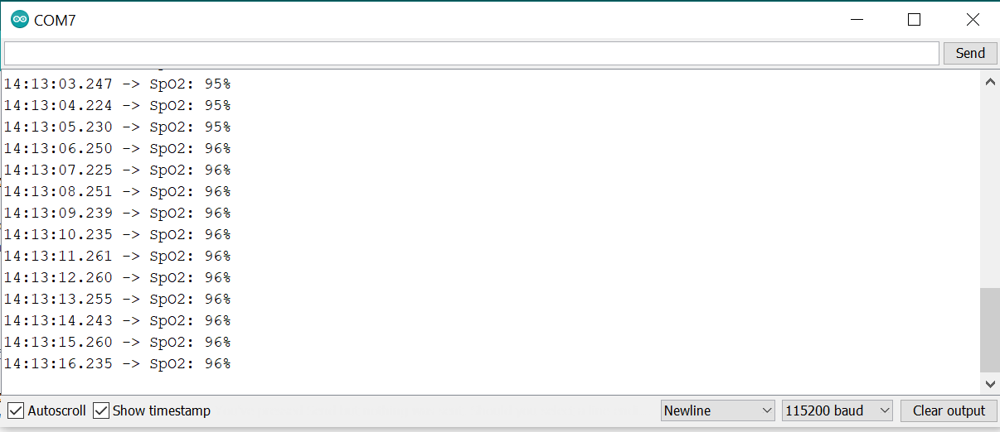 COM7
Send
14:13:03.247 -> SpO2: 95%
14:13:04.224 -> SpO2: 95%
14:13:05.230 -> SpO2: 95%
14:13:06.250 -> SpO2: 96%
14:13:07.225 -> SpO2: 96%
14:13:08.251 -> SpO2: 96%
14:13:09.239 -> SpO2: 96%
14:13:10.235 -> SpO2: 96%
14:13:11.261 -> SpO2: 96%
14:13:12.260 -> SpO2: 96%
14:13:13.255 -> SpO2: 96%
14:13:14.243 -> SpO2: 96%
14:13:15.260 -> SpO2: 96%
14:13:16.235 -> SpO2: 96%
Autoscroll Show timestamp Newline 115200 baud Clear output